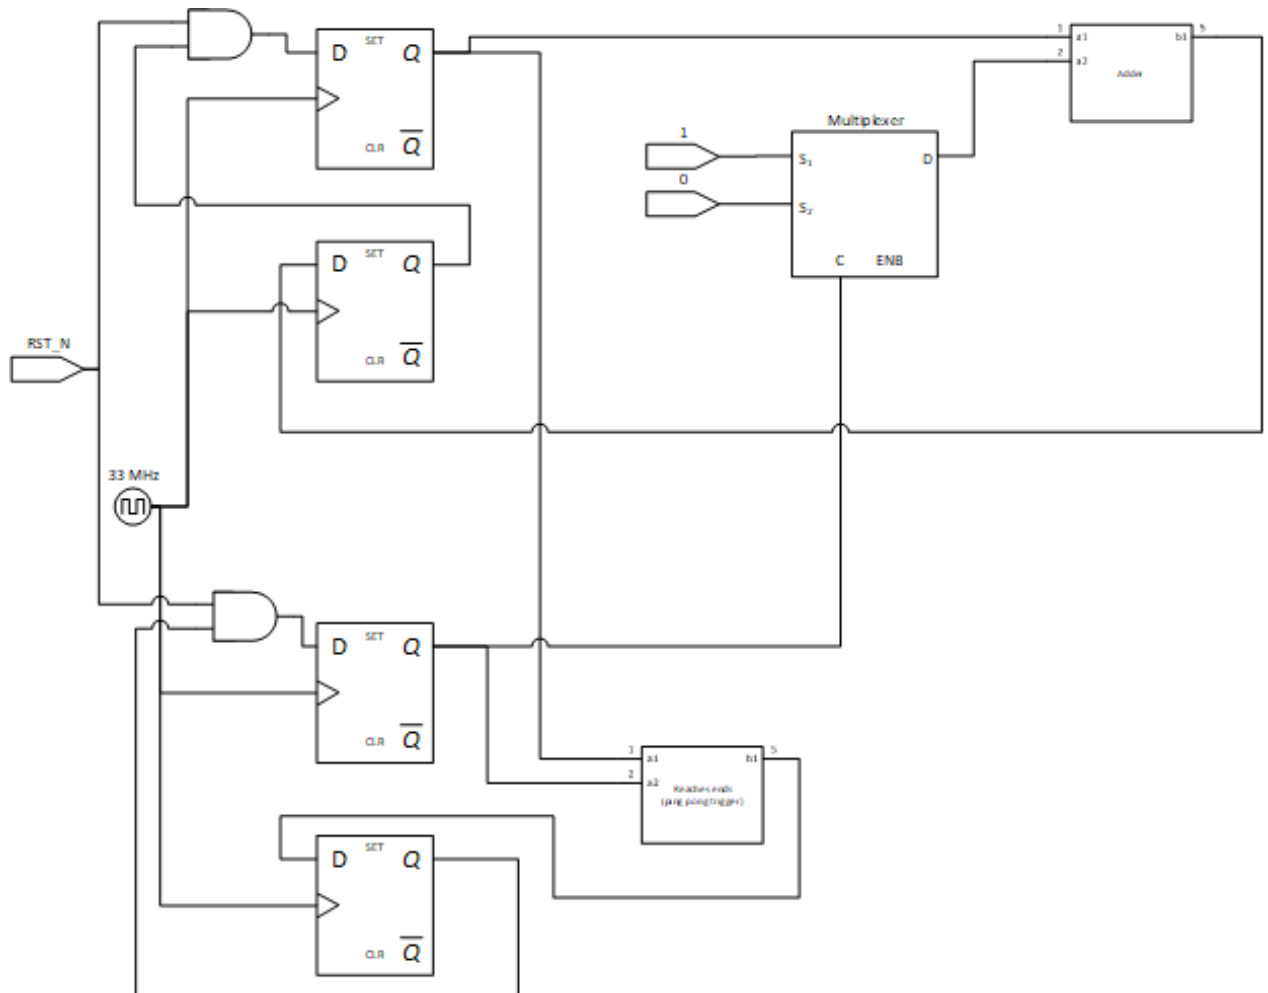 SET
D Q
CLR Q
1 a1 b1 5
2 a2
Adder
Multiplexer
1
S₁ D
0
S₂
C ENB
SET
D Q
CLR Q
RST_N
33 MHz
SET
D Q
CLR Q
1 a1 b1 5
2 a2
Reaches ends
(ping pong trigger)
SET
D Q
CLR Q